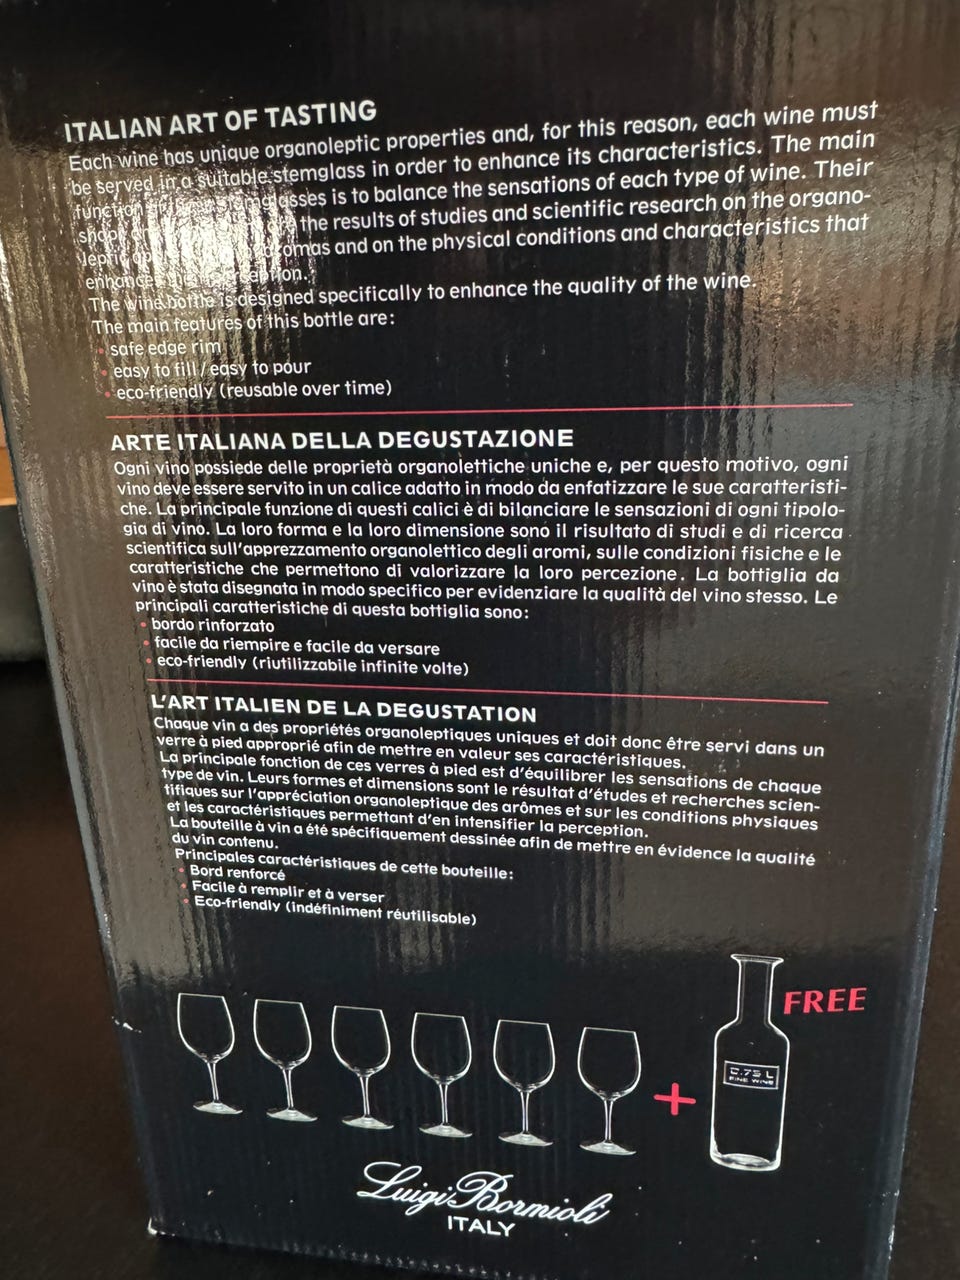 ITALIAN ART OF TASTING
Each wine has unique organoleptic properties and, for this reason, each wine must
be served in a suitable stemglass in order to enhance its characteristics. The main
function is to balance the sensations of each type of wine. Their
the results of studies and scientific research on the organo-
leptic aromas and on the physical conditions and characteristics that
enhance perception.
The wine bottle is designed specifically to enhance the quality of the wine.
The main features of this bottle are:
• safe edge rim
• easy to fill / easy to pour
• eco-friendly (reusable over time)
ARTE ITALIANA DELLA DEGUSTAZIONE
Ogni vino possiede delle proprietà organolettiche uniche e, per questo motivo, ogni
vino deve essere servito in un calice adatto in modo da enfatizzare le sue caratteristi-
che. La principale funzione di questi calici è di bilanciare le sensazioni di ogni tipolo-
gia di vino. La loro forma e la loro dimensione sono il risultato di studi e di ricerca
scientifica sull'apprezzamento organolettico degli aromi, sulle condizioni fisiche e le
caratteristiche che permettono di valorizzare la loro percezione. La bottiglia da
vino è stata disegnata in modo specifico per evidenziare la qualità del vino stesso. Le
principali caratteristiche di questa bottiglia sono:
• bordo rinforzato
• facile da riempire e facile da versare
• eco-friendly (riutilizzabile infinite volte)
L'ART ITALIEN DE LA DEGUSTATION
Chaque vin a des propriétés organoleptiques uniques et doit donc être servi dans un
verre à pied approprié afin de mettre en valeur ses caractéristiques.
La principale fonction de ces verres à pied est d'équilibrer les sensations de chaque
type de vin. Leurs formes et dimensions sont le résultat d'études et recherches scien-
tifiques sur l'appréciation organoleptique des arômes et sur les conditions physiques
et les caractéristiques permettant d'en intensifier la perception.
La bouteille à vin a été spécifiquement dessinée afin de mettre en évidence la qualité
du vin contenu.
Principales caractéristiques de cette bouteille:
• Bord renforcé
• Facile à remplir et à verser
• Eco-friendly (indéfiniment réutilisable)
+
FREE
0.75 L
FINE WINE
Luigi Bormioli
ITALY